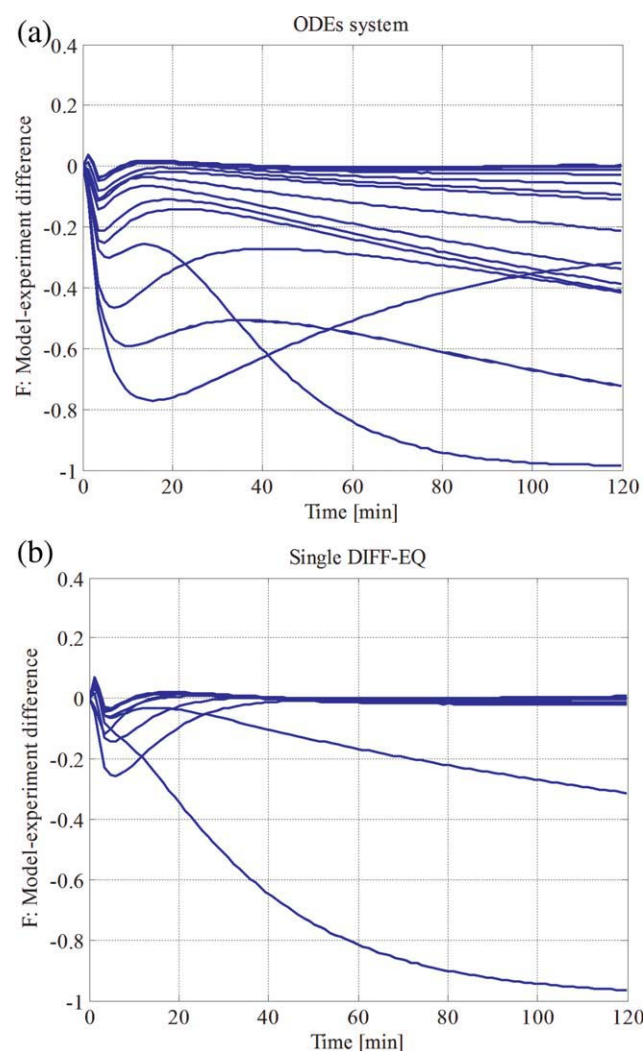 (a)
ODEs system
F: Model-experiment difference
0.4
0.2
0
-0.2
-0.4
-0.6
-0.8
-1
0 20 40 60 80 100 120
Time [min]
(b)
Single DIFF-EQ
F: Model-experiment difference
0.4
0.2
0
-0.2
-0.4
-0.6
-0.8
-1
0 20 40 60 80 100 120
Time [min]